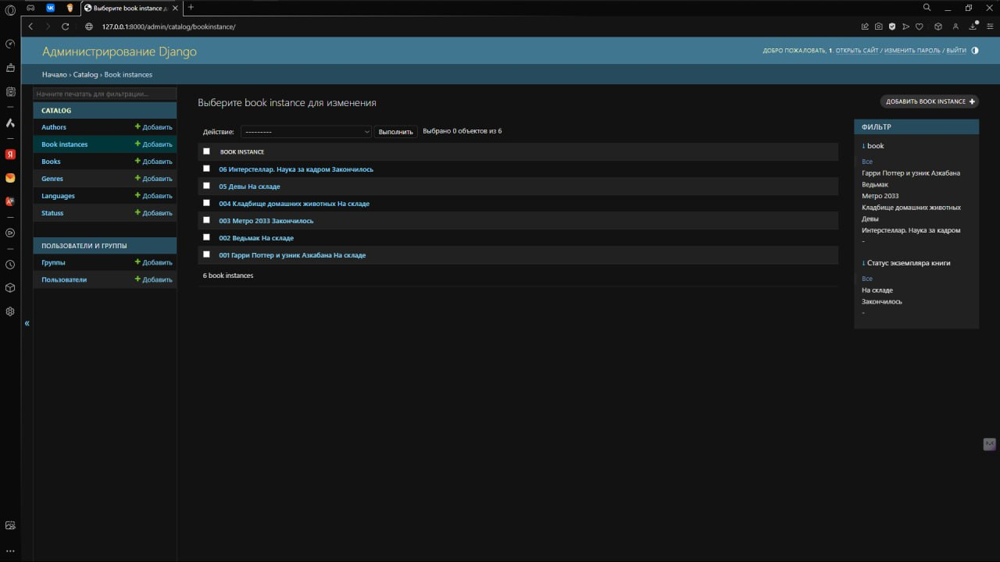 Выберите book instance д
127.0.0.1:8000/admin/catalog/bookinstance/
Администрирование Django
ДОБРО ПОЖАЛОВАТЬ, 1. ОТКРЫТЬ САЙТ / ИЗМЕНИТЬ ПАРОЛЬ / ВЫЙТИ
Начало › Catalog › Book instances
Начните печатать для фильтрации...
CATALOG
Authors + Добавить
Book instances + Добавить
Books + Добавить
Genres + Добавить
Languages + Добавить
Statuss + Добавить
ПОЛЬЗОВАТЕЛИ И ГРУППЫ
Группы + Добавить
Пользователи + Добавить
«
Выберите book instance для изменения
ДОБАВИТЬ BOOK INSTANCE +
Действие: --------- Выполнить Выбрано 0 объектов из 6
BOOK INSTANCE
06 Интерстеллар. Наука за кадром Закончилось
05 Девы На складе
004 Кладбище домашних животных На складе
003 Метро 2033 Закончилось
002 Ведьмак На складе
001 Гарри Поттер и узник Азкабана На складе
6 book instances
ФИЛЬТР
↓ book
Все
Гарри Поттер и узник Азкабана
Ведьмак
Метро 2033
Кладбище домашних животных
Девы
Интерстеллар. Наука за кадром
-
↓ Статус экземпляра книги
Все
На складе
Закончилось
-